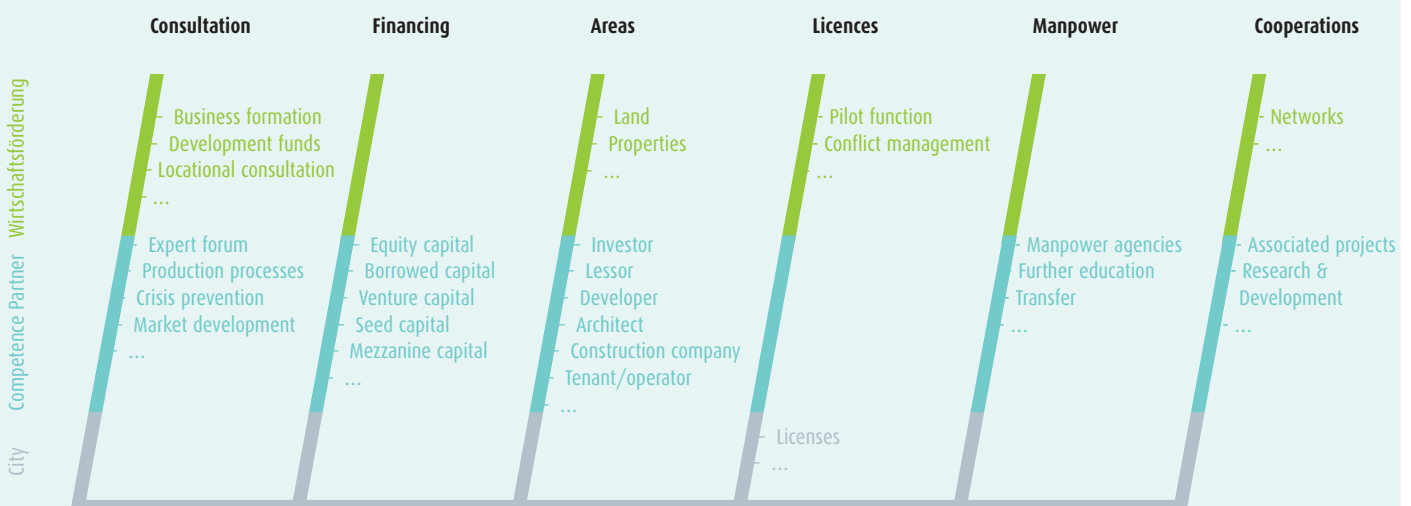 Consultation
Financing
Areas
Licences
Manpower
Cooperations
Wirtschaftsförderung
- Business formation
- Development funds
- Locational consultation
- ...
- Land
- Properties
- ...
- Pilot function
- Conflict management
- ...
- Networks
- ...
Competence Partner
- Expert forum
- Production processes
- Crisis prevention
- Market development
- ...
- Equity capital
- Borrowed capital
- Venture capital
- Seed capital
- Mezzanine capital
- ...
- Investor
- Lessor
- Developer
- Architect
- Construction company
- Tenant/operator
- ...
- Manpower agencies
- Further education
- Transfer
- ...
- Associated projects
- Research &
Development
- ...
City
- Licenses
- ...